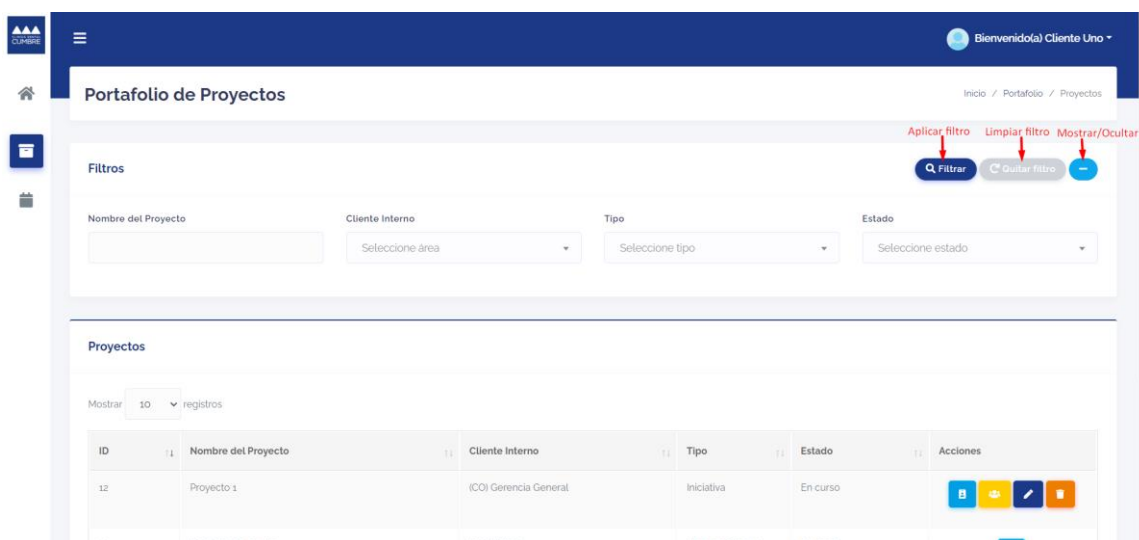 CUMBRE
Bienvenido(a) Cliente Uno
Portafolio de Proyectos
Inicio / Portafolio / Proyectos
Aplicar filtro Limpiar filtro Mostrar/Ocultar
Filtros
Filtrar Quitar filtro
Nombre del Proyecto Cliente Interno Tipo Estado
Seleccione área Seleccione tipo Seleccione estado
Proyectos
Mostrar 10 registros
ID Nombre del Proyecto Cliente Interno Tipo Estado Acciones
12 Proyecto 1 (CO) Gerencia General Iniciativa En curso